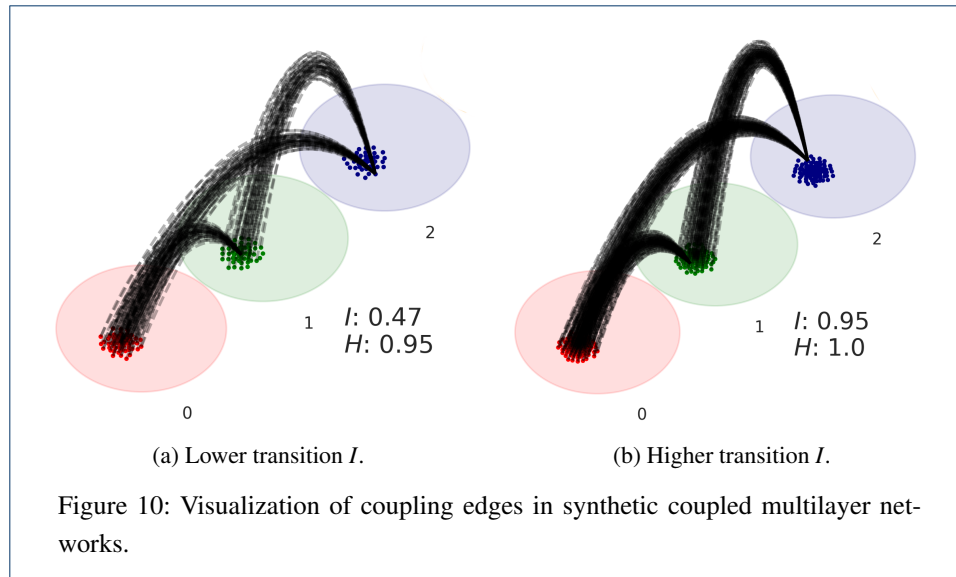 2
1
I: 0.47
H: 0.95
0
2
1
I: 0.95
H: 1.0
0
(a) Lower transition I.
(b) Higher transition I.
Figure 10: Visualization of coupling edges in synthetic coupled multilayer net-
works.